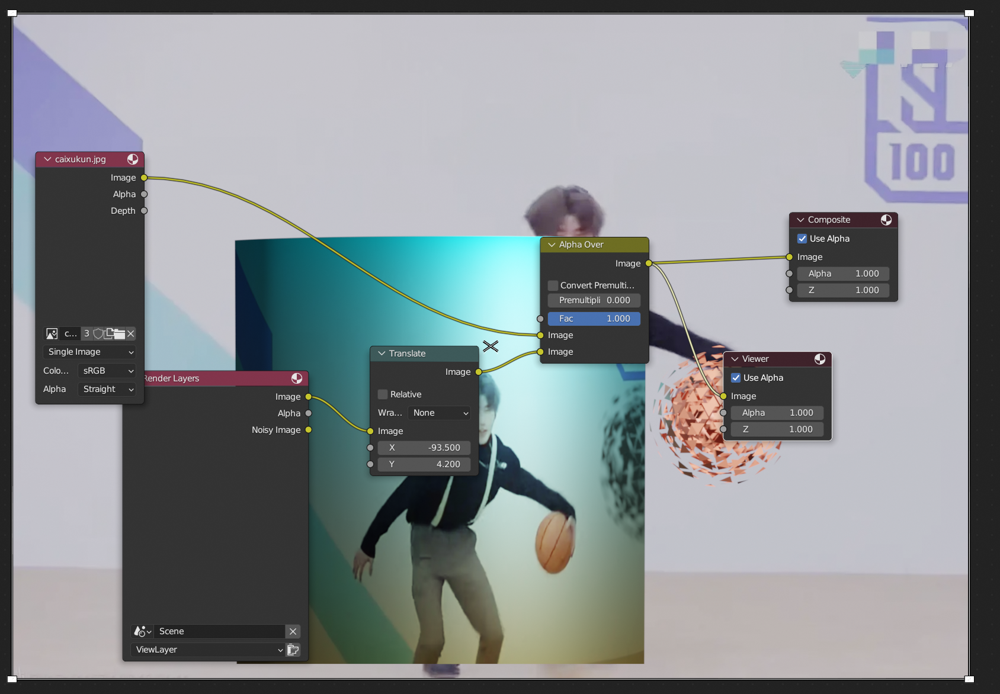 100
caixukun.jpg
Image
Alpha
Depth
c...
3
Single Image
Colo...
sRGB
Alpha
Straight
Render Layers
Image
Alpha
Noisy Image
Scene
ViewLayer
Translate
Image
Relative
Wra...
None
Image
X
-93.500
Y
4.200
Alpha Over
Image
Convert Premulti...
Premultipli
0.000
Fac
1.000
Image
Image
Composite
Use Alpha
Image
Alpha
1.000
Z
1.000
Viewer
Use Alpha
Image
Alpha
1.000
Z
1.000